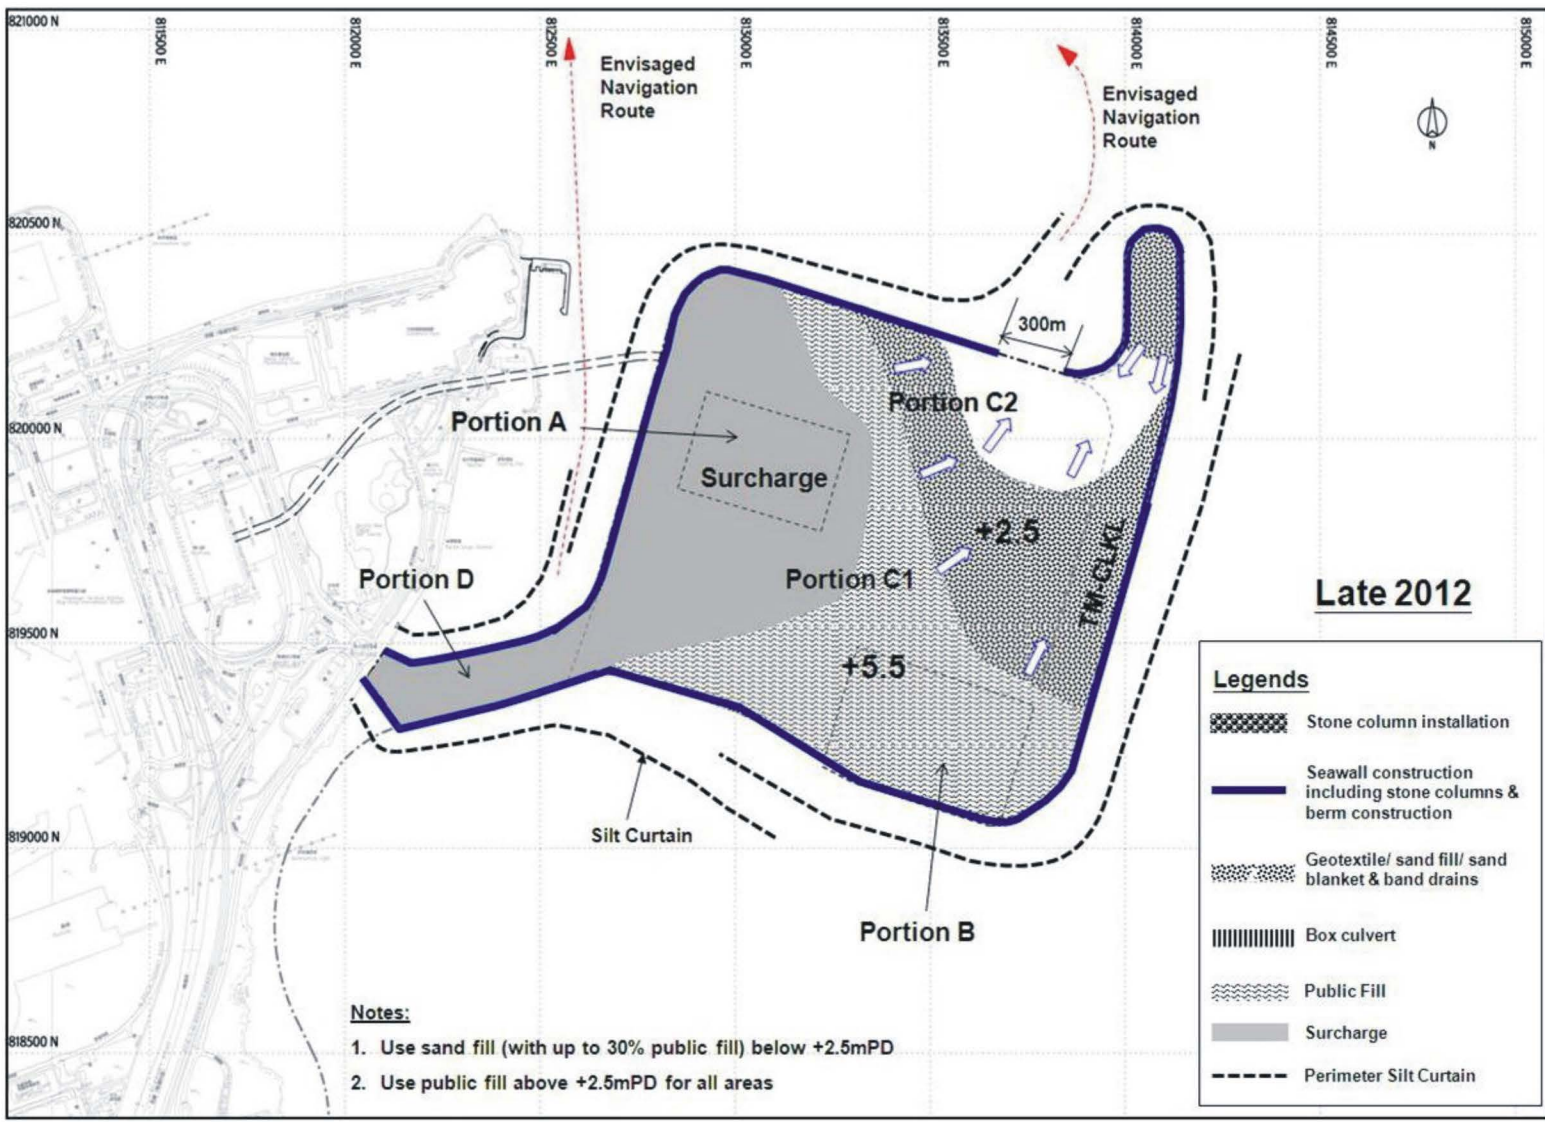 821000 N
811500 E
812000 E
812500 E
813000 E
813500 E
814000 E
814500 E
815000 E
Envisaged
Navigation
Route
Envisaged
Navigation
Route
N
820500 N
300m
Portion C2
Portion A
820000 N
Surcharge
+2.5
Portion D
Portion C1
TM-CLKL
Late 2012
819500 N
+5.5
819000 N
Silt Curtain
Portion B
818500 N
Legends
Stone column installation
Seawall construction
including stone columns &
berm construction
Geotextile/ sand fill/ sand
blanket & band drains
Box culvert
Public Fill
Surcharge
Perimeter Silt Curtain
Notes:
1. Use sand fill (with up to 30% public fill) below +2.5mPD
2. Use public fill above +2.5mPD for all areas